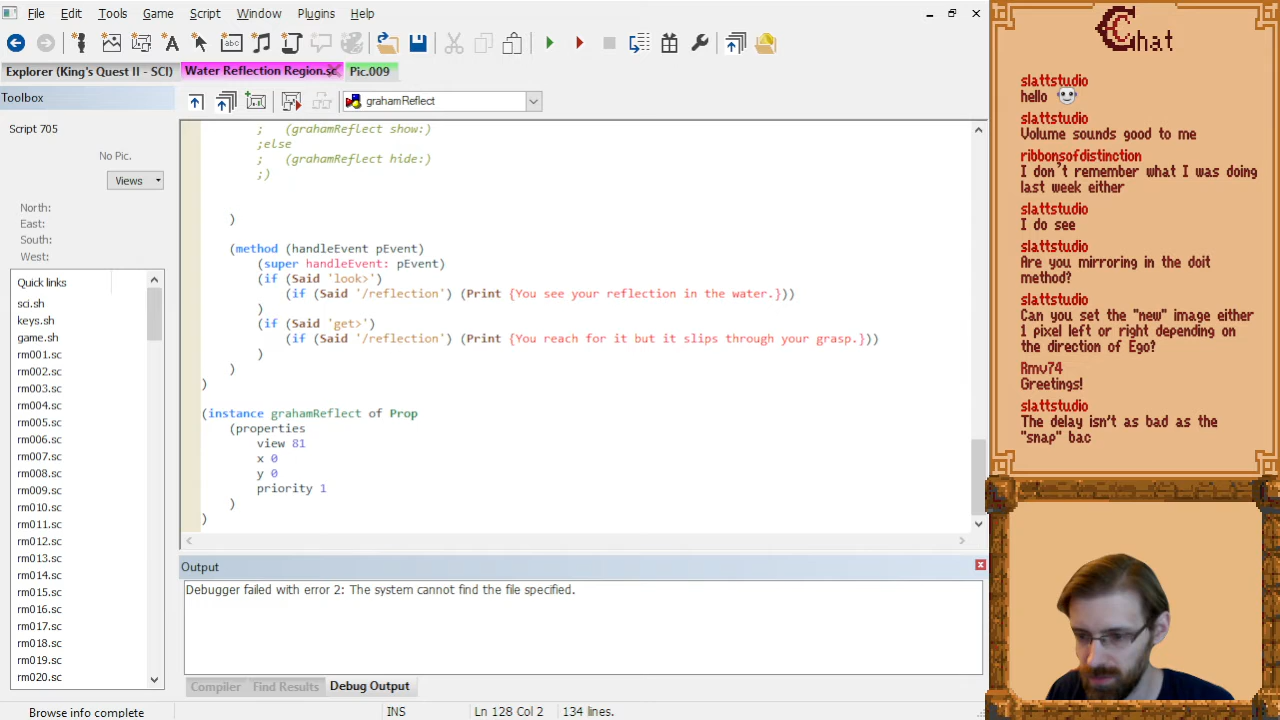 File Edit Tools Game Script Window Plugins Help
Explorer (King's Quest II - SCI) Water Reflection Region.sc Pic.009
Toolbox
Script 705
No Pic.
Views
North:
East:
South:
West:
Quick links
sci.sh
keys.sh
game.sh
rm001.sc
rm002.sc
rm003.sc
rm004.sc
rm005.sc
rm006.sc
rm007.sc
rm008.sc
rm009.sc
rm010.sc
rm011.sc
rm012.sc
rm013.sc
rm014.sc
rm015.sc
rm016.sc
rm017.sc
rm018.sc
rm019.sc
rm020.sc
grahamReflect
; (grahamReflect show:)
;else
; (grahamReflect hide:)
;)
)
(method (handleEvent pEvent)
(super handleEvent: pEvent)
(if (Said 'look>')
(if (Said '/reflection') (Print {You see your reflection in the water.}))
)
(if (Said 'get>')
(if (Said '/reflection') (Print {You reach for it but it slips through your grasp.}))
)
)
)
(instance grahamReflect of Prop
(properties
view 81
x 0
y 0
priority 1
)
)
Output
Debugger failed with error 2: The system cannot find the file specified.
Compiler Find Results Debug Output
Browse info complete INS Ln 128 Col 2 134 lines.
Chat
slattstudio
hello
slattstudio
Volume sounds good to me
ribbonsofdistinction
I don't remember what I was doing
last week either
slattstudio
I do see
slattstudio
Are you mirroring in the doit
method?
slattstudio
Can you set the "new" image either
1 pixel left or right depending on
the direction of Ego?
Rmv74
Greetings!
slattstudio
The delay isn't as bad as the
"snap" bac